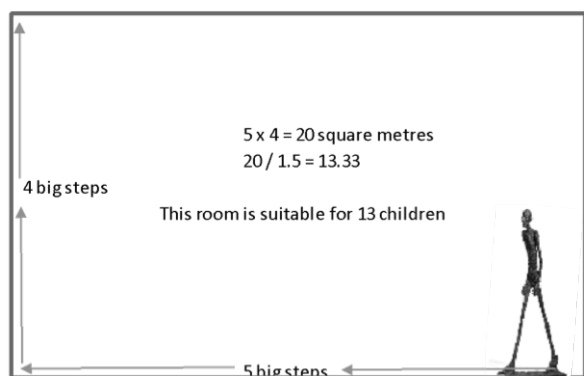 5 x 4 = 20 square metres
20 / 1.5 = 13.33
4 big steps
This room is suitable for 13 children
5 big steps